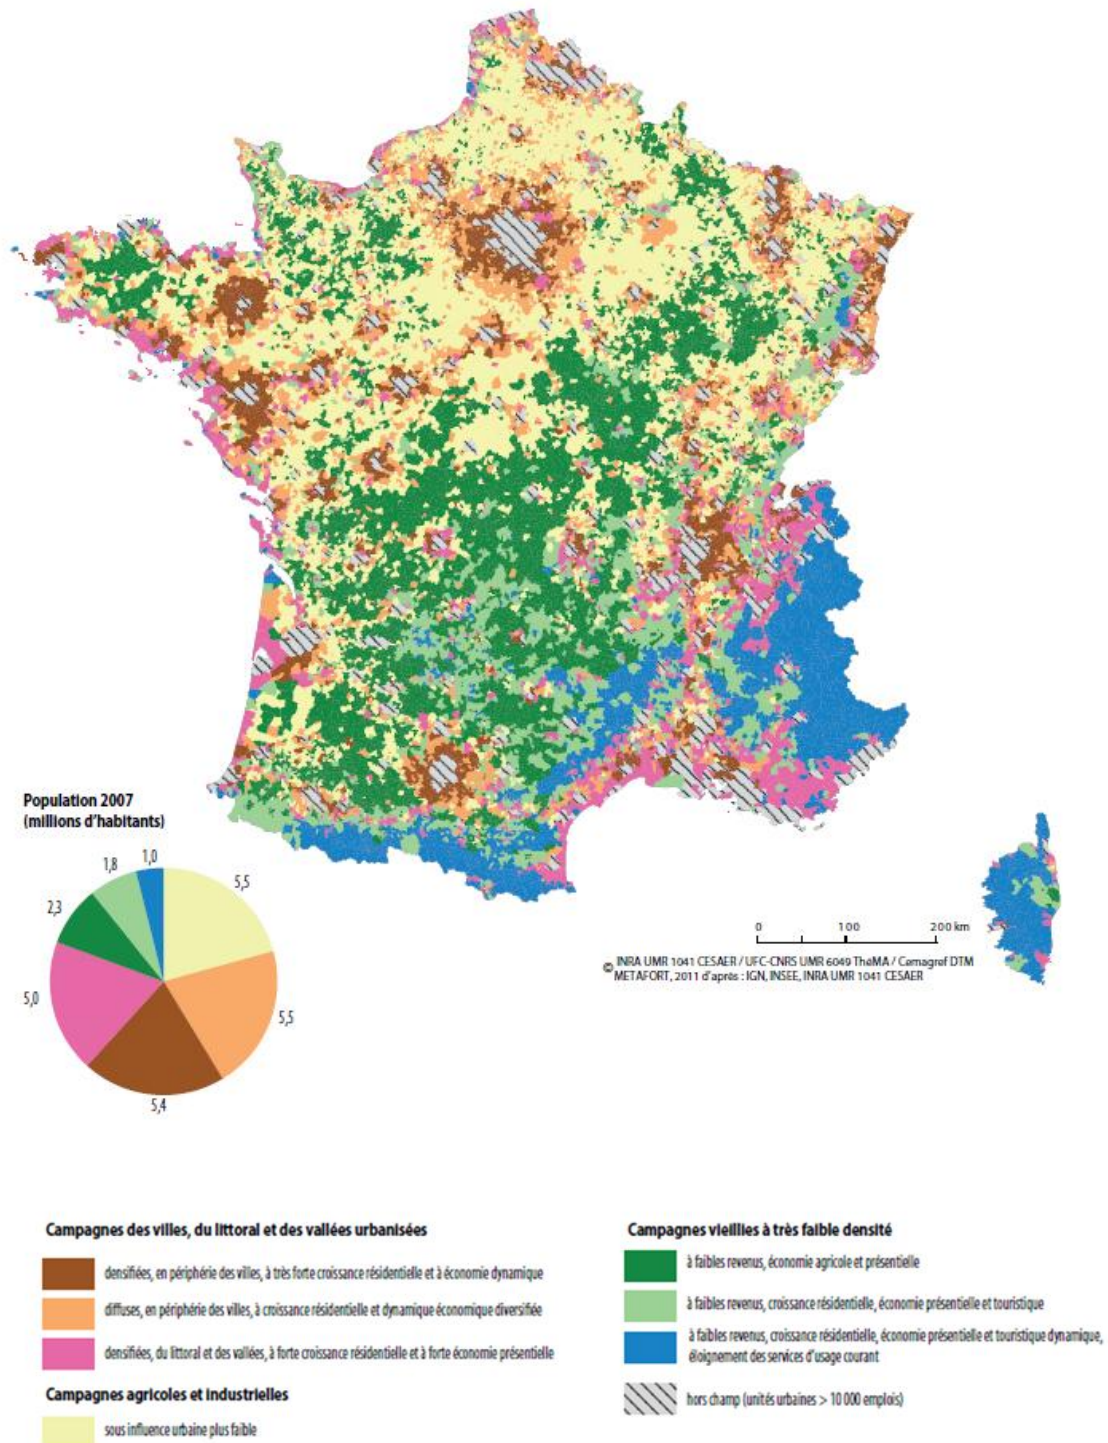 Population 2007
(millions d'habitants)
1,0
1,8
5,5
2,3
5,0
5,5
5,4
0 100 200 km
© INRA UMR 1041 CESAER / UFC-CNRS UMR 6049 TheMA / Cemagref DTM
METAFORT, 2011 d'après : IGN, INSEE, INRA UMR 1041 CESAER
Campagnes des villes, du littoral et des vallées urbanisées
densifiées, en périphérie des villes, à très forte croissance résidentielle et à économie dynamique
diffuses, en périphérie des villes, à croissance résidentielle et dynamique économique diversifiée
densifiées, du littoral et des vallées, à forte croissance résidentielle et à forte économie présentielle
Campagnes agricoles et industrielles
sous influence urbaine plus faible
Campagnes vieillies à très faible densité
à faibles revenus, économie agricole et présentielle
à faibles revenus, croissance résidentielle, économie présentielle et touristique
à faibles revenus, croissance résidentielle, économie présentielle et touristique dynamique,
éloignement des services d'usage courant
hors champ (unités urbaines > 10 000 emplois)